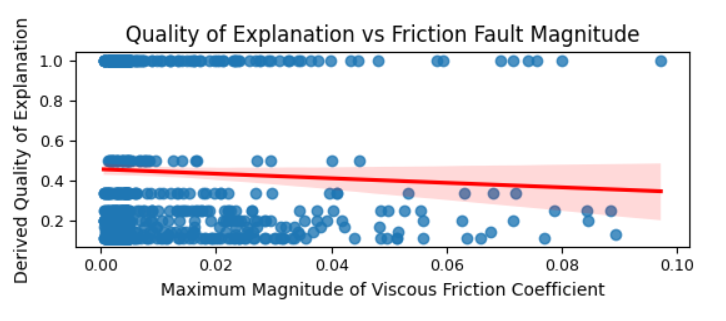 Quality of Explanation vs Friction Fault Magnitude
Derived Quality of Explanation
1.0
0.8
0.6
0.4
0.2
0.00 0.02 0.04 0.06 0.08 0.10
Maximum Magnitude of Viscous Friction Coefficient